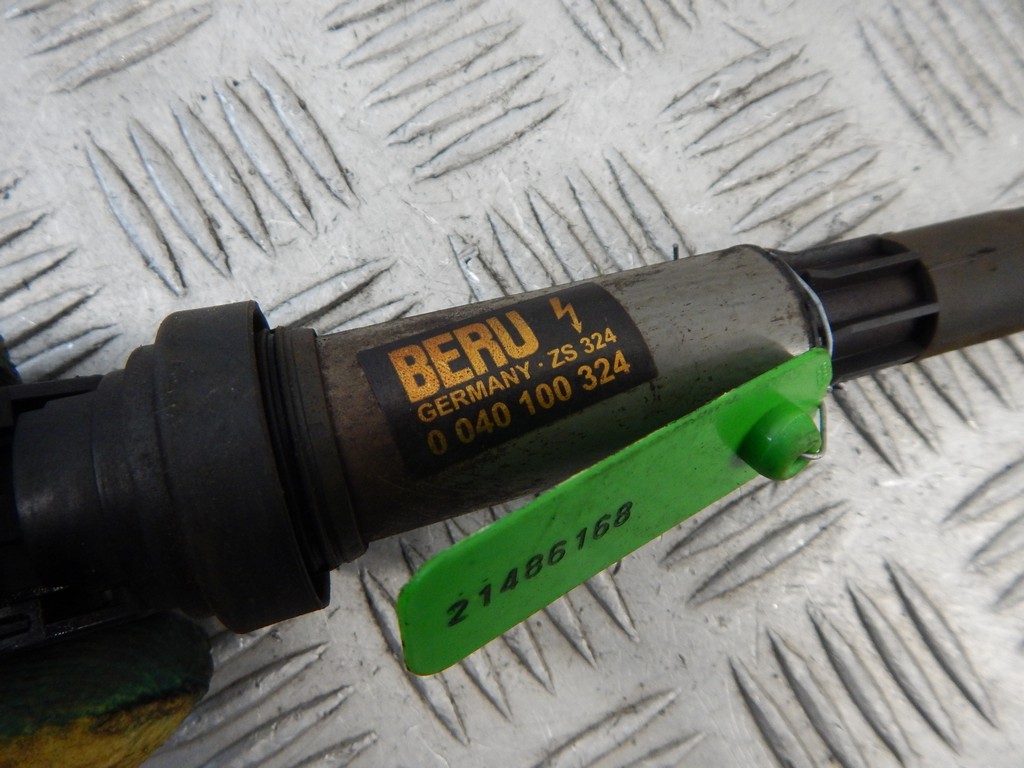 BERU
GERMANY · ZS 324
0 040 100 324
21486168